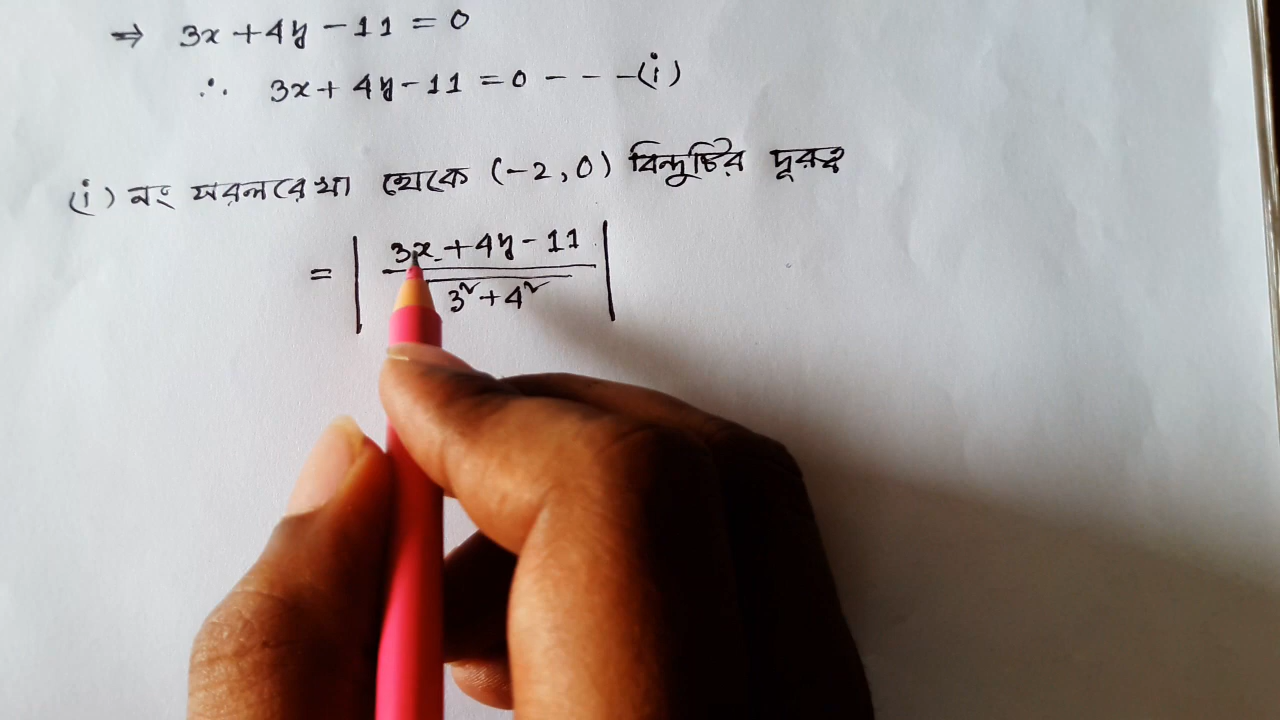 ⇒ 3x + 4y - 11 = 0
∴ 3x + 4y - 11 = 0 - - - (i)
(i) নং সরলরেখা থেকে (-2, 0) বিন্দুটির দূরত্ব
= | 3x + 4y - 11 |
√3² + 4²